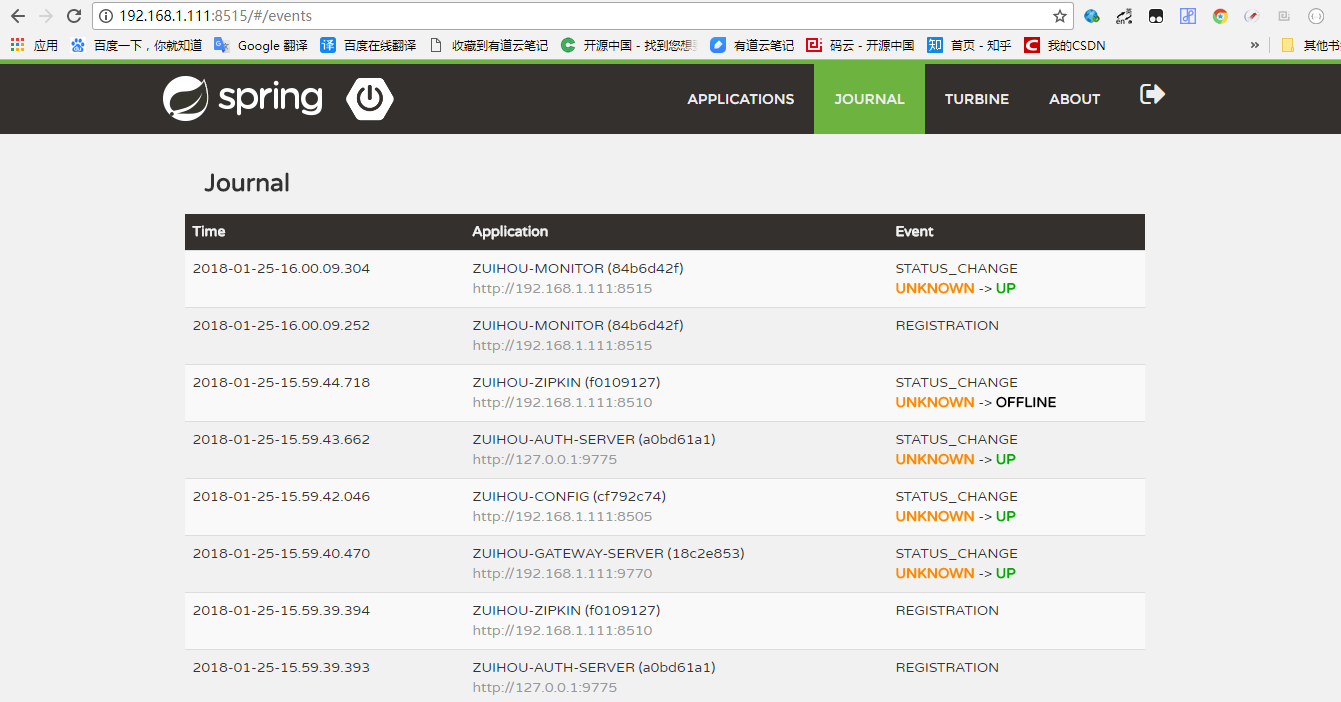 192.168.1.111:8515/#/events
应用 百度一下，你就知道 Google 翻译 百度在线翻译 收藏到有道云笔记 开源中国 - 找到您想 有道云笔记 码云 - 开源中国 首页 - 知乎 我的CSDN » 其他书
spring APPLICATIONS JOURNAL TURBINE ABOUT
Journal
Time Application Event
2018-01-25-16.00.09.304 ZUIHOU-MONITOR (84b6d42f) STATUS_CHANGE
http://192.168.1.111:8515 UNKNOWN -> UP
2018-01-25-16.00.09.252 ZUIHOU-MONITOR (84b6d42f) REGISTRATION
http://192.168.1.111:8515
2018-01-25-15.59.44.718 ZUIHOU-ZIPKIN (f0109127) STATUS_CHANGE
http://192.168.1.111:8510 UNKNOWN -> OFFLINE
2018-01-25-15.59.43.662 ZUIHOU-AUTH-SERVER (a0bd61a1) STATUS_CHANGE
http://127.0.0.1:9775 UNKNOWN -> UP
2018-01-25-15.59.42.046 ZUIHOU-CONFIG (cf792c74) STATUS_CHANGE
http://192.168.1.111:8505 UNKNOWN -> UP
2018-01-25-15.59.40.470 ZUIHOU-GATEWAY-SERVER (18c2e853) STATUS_CHANGE
http://192.168.1.111:9770 UNKNOWN -> UP
2018-01-25-15.59.39.394 ZUIHOU-ZIPKIN (f0109127) REGISTRATION
http://192.168.1.111:8510
2018-01-25-15.59.39.393 ZUIHOU-AUTH-SERVER (a0bd61a1) REGISTRATION
http://127.0.0.1:9775